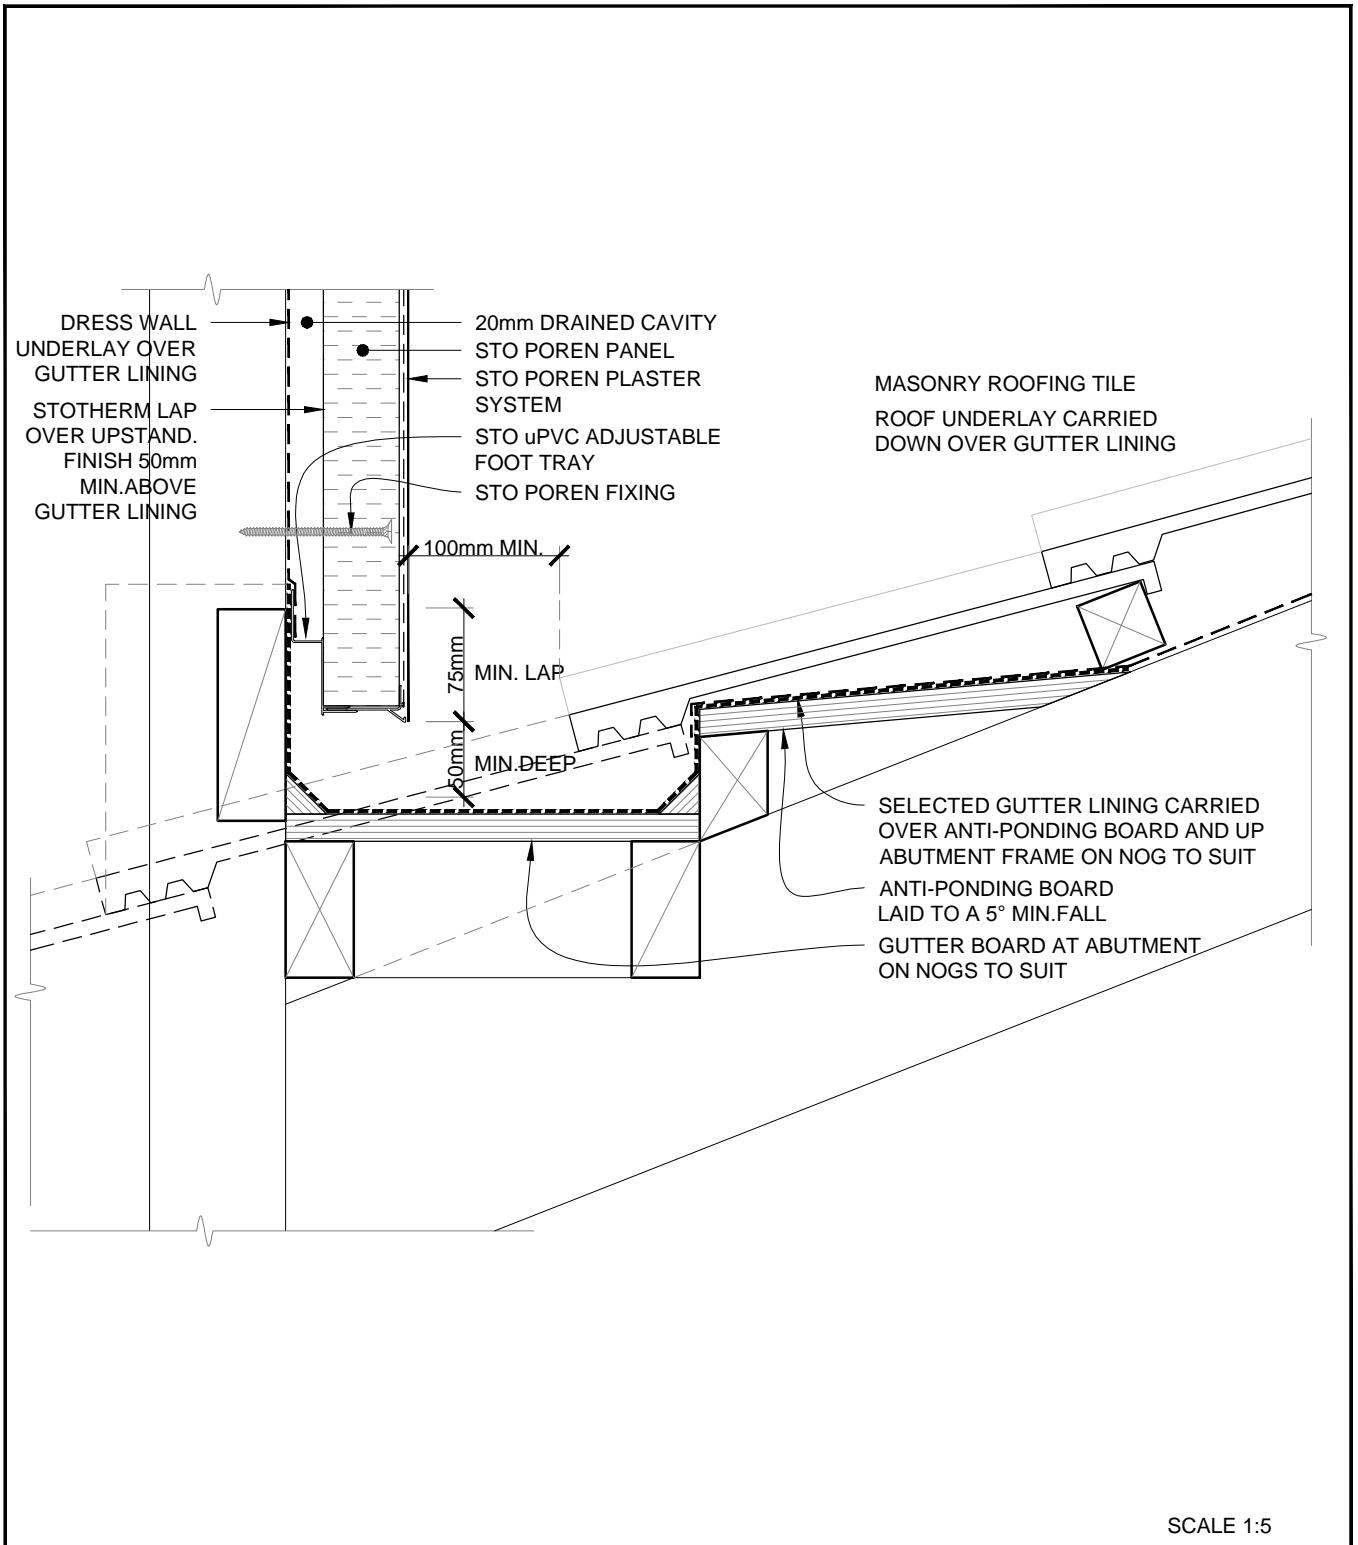 DRESS WALL
UNDERLAY OVER
GUTTER LINING
STOTHERM LAP
OVER UPSTAND.
FINISH 50mm
MIN.ABOVE
GUTTER LINING
20mm DRAINED CAVITY
STO POREN PANEL
STO POREN PLASTER
SYSTEM
STO uPVC ADJUSTABLE
FOOT TRAY
STO POREN FIXING
MASONRY ROOFING TILE
ROOF UNDERLAY CARRIED
DOWN OVER GUTTER LINING
100mm MIN.
75mm
MIN. LAP
50mm
MIN.DEEP
SELECTED GUTTER LINING CARRIED
OVER ANTI-PONDING BOARD AND UP
ABUTMENT FRAME ON NOG TO SUIT
ANTI-PONDING BOARD
LAID TO A 5° MIN.FALL
GUTTER BOARD AT ABUTMENT
ON NOGS TO SUIT
SCALE 1:5